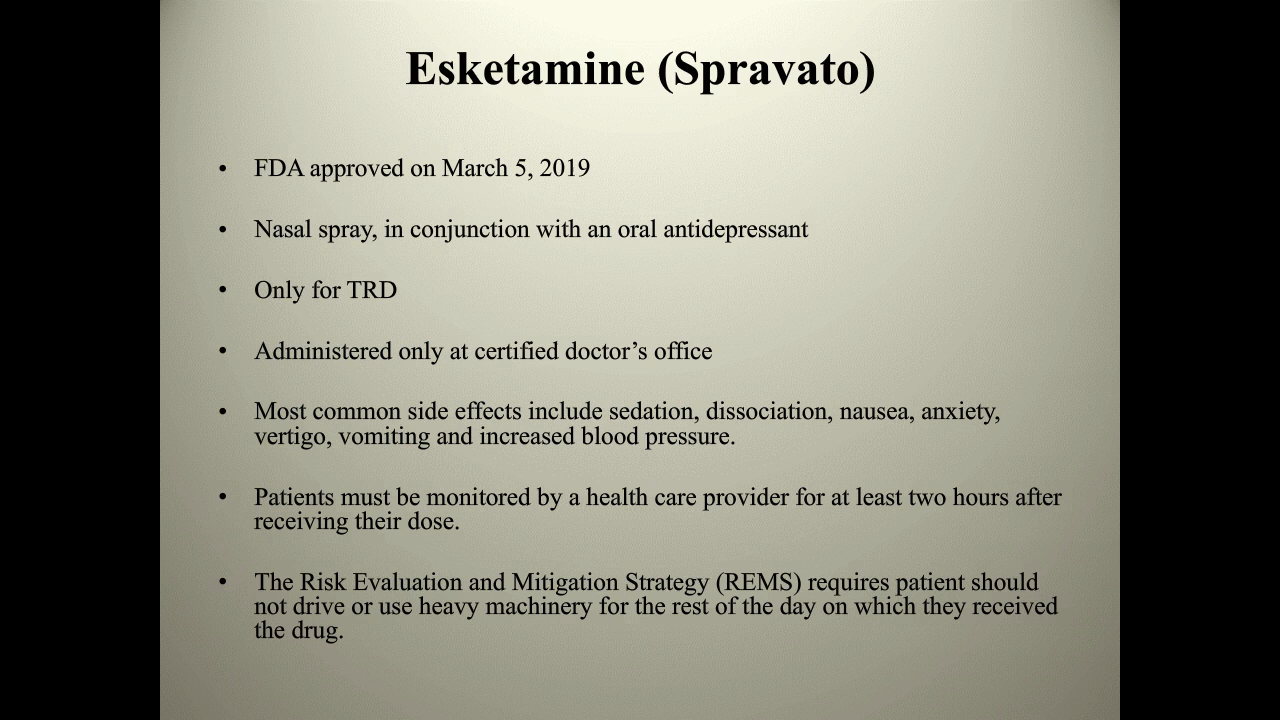 Esketamine (Spravato)
• FDA approved on March 5, 2019
• Nasal spray, in conjunction with an oral antidepressant
• Only for TRD
• Administered only at certified doctor’s office
• Most common side effects include sedation, dissociation, nausea, anxiety,
vertigo, vomiting and increased blood pressure.
• Patients must be monitored by a health care provider for at least two hours after
receiving their dose.
• The Risk Evaluation and Mitigation Strategy (REMS) requires patient should
not drive or use heavy machinery for the rest of the day on which they received
the drug.